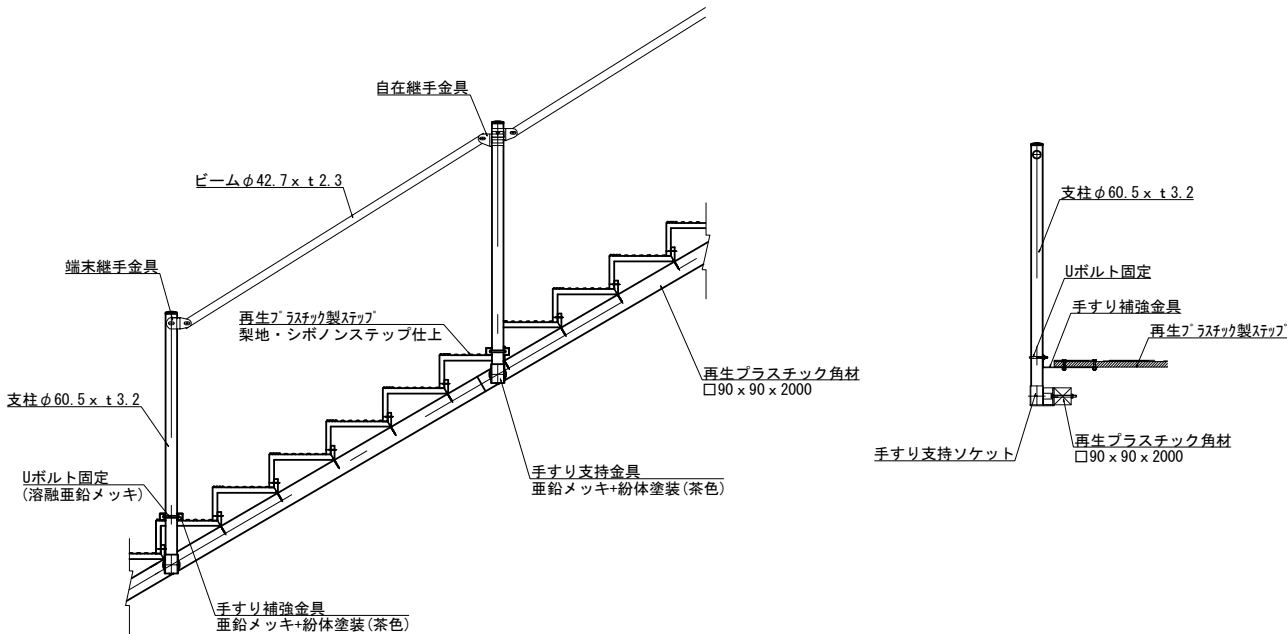 自在継手金具
ビームφ42.7ｘｔ2.3
端末継手金具
再生ﾌﾟﾗｽﾁｯｸ製ｽﾃｯﾌﾟ
梨地・シボノンステップ仕上
再生プラスチック角材
□90ｘ90ｘ2000
支柱φ60.5ｘｔ3.2
Uボルト固定
(溶融亜鉛メッキ)
手すり支持金具
亜鉛メッキ+紛体塗装(茶色)
手すり補強金具
亜鉛メッキ+紛体塗装(茶色)
支柱φ60.5ｘｔ3.2
Uボルト固定
手すり補強金具
再生ﾌﾟﾗｽﾁｯｸ製ｽﾃｯﾌﾟ
手すり支持ソケット
再生プラスチック角材
□90ｘ90ｘ2000